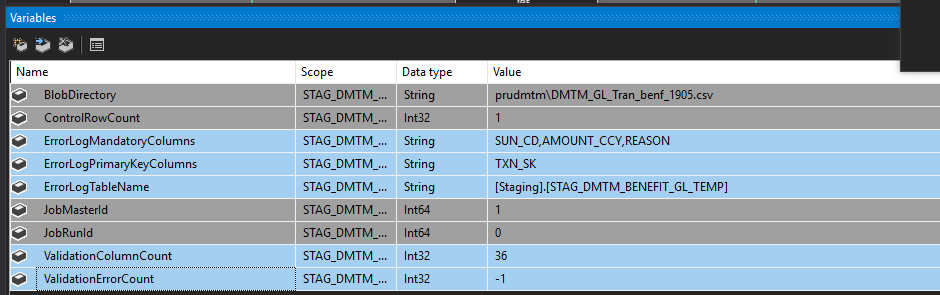 Variables
Name Scope Data type Value
BlobDirectory STAG_DMTM_... String prudmtm\DMTM_GL_Tran_benf_1905.csv
ControlRowCount STAG_DMTM_... Int32 1
ErrorLogMandatoryColumns STAG_DMTM_... String SUN_CD,AMOUNT_CCY,REASON
ErrorLogPrimaryKeyColumns STAG_DMTM_... String TXN_SK
ErrorLogTableName STAG_DMTM_... String [Staging].[STAG_DMTM_BENEFIT_GL_TEMP]
JobMasterId STAG_DMTM_... Int64 1
JobRunId STAG_DMTM_... Int64 0
ValidationColumnCount STAG_DMTM_... Int32 36
ValidationErrorCount STAG_DMTM_... Int32 -1